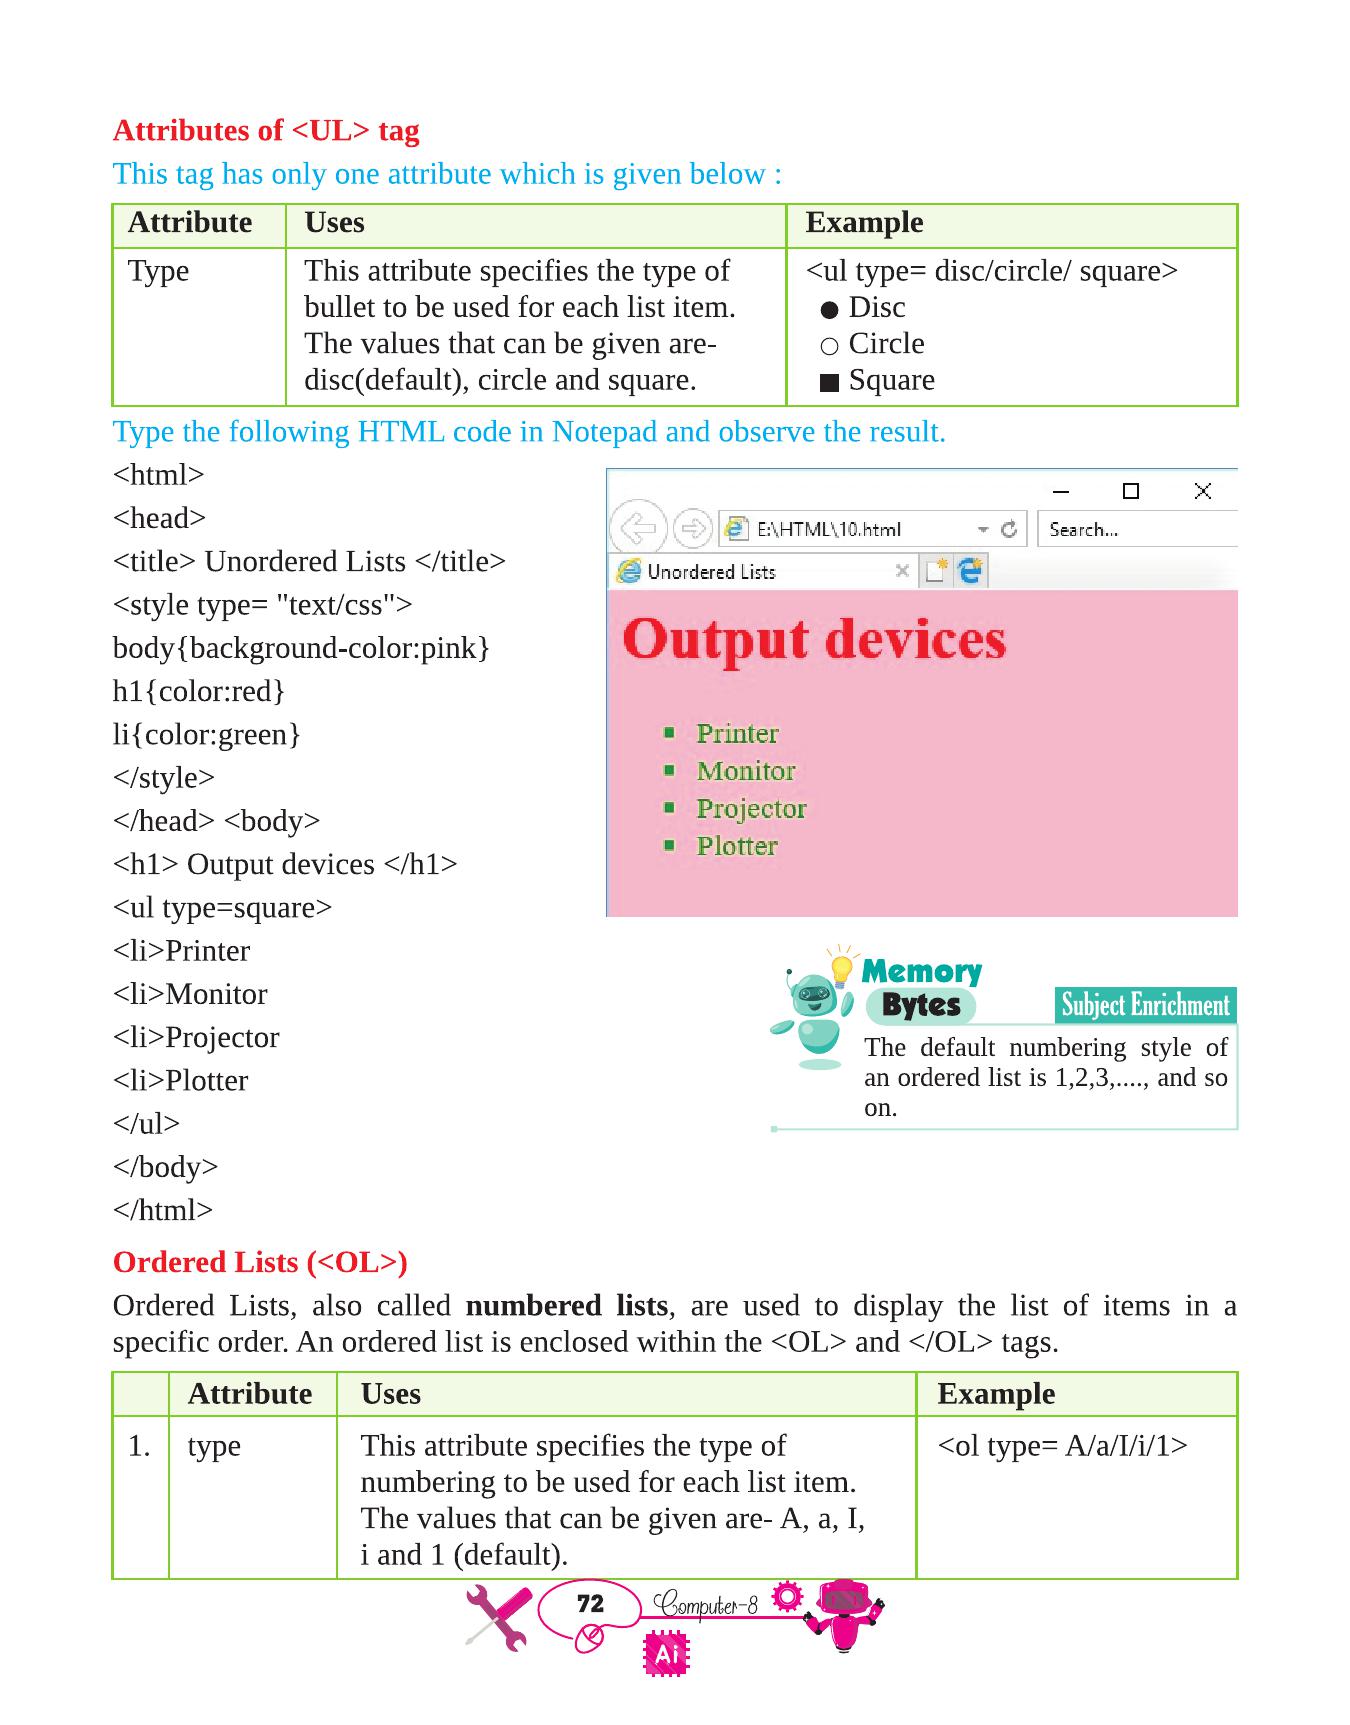 Attributes of <UL> tag
This tag has only one attribute which is given below :
Attribute Uses Example
Type This attribute specifies the type of <ul type= disc/circle/ square>
bullet to be used for each list item. ● Disc
The values that can be given are- ○ Circle
disc(default), circle and square. ■ Square
Type the following HTML code in Notepad and observe the result.
<html>
<head>
<title> Unordered Lists </title>
<style type= "text/css">
body{background-color:pink}
h1{color:red}
li{color:green}
</style>
</head> <body>
<h1> Output devices </h1>
<ul type=square>
<li>Printer
<li>Monitor
<li>Projector
<li>Plotter
</ul>
</body>
</html>
E:\HTML\10.html Search...
Unordered Lists
Output devices
▪ Printer
▪ Monitor
▪ Projector
▪ Plotter
Memory
Bytes
Subject Enrichment
The default numbering style of
an ordered list is 1,2,3,...., and so
on.
Ordered Lists (<OL>)
Ordered Lists, also called numbered lists, are used to display the list of items in a
specific order. An ordered list is enclosed within the <OL> and </OL> tags.
Attribute Uses Example
1. type This attribute specifies the type of <ol type= A/a/I/i/1>
numbering to be used for each list item.
The values that can be given are- A, a, I,
i and 1 (default).
72 Computer-8
Ai